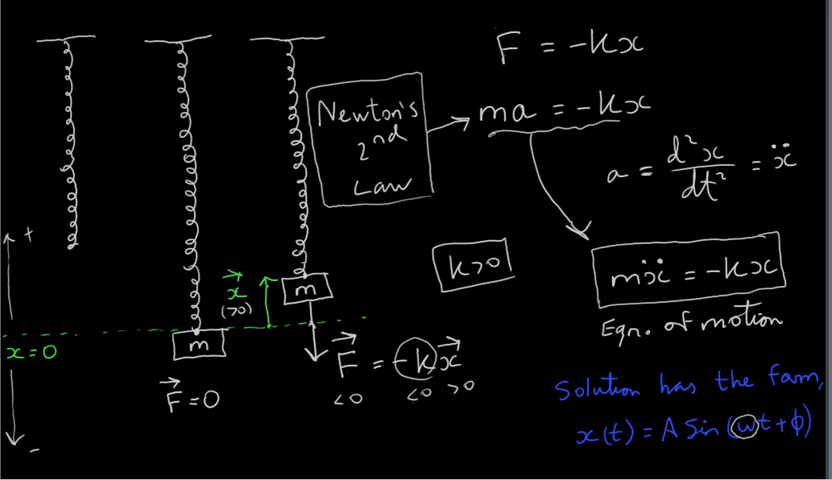 F = -kx
Newton's
2nd
Law
ma = -kx
a = d²x/dt² = ẍ
+
k>0
mẍ = -kx
Eqn. of motion
x⃗
(>0)
m
x=0
m
F⃗ = -kx⃗
<0 <0 >0
F⃗=0
-
Solution has the form,
x(t) = A Sin (ωt+ϕ)